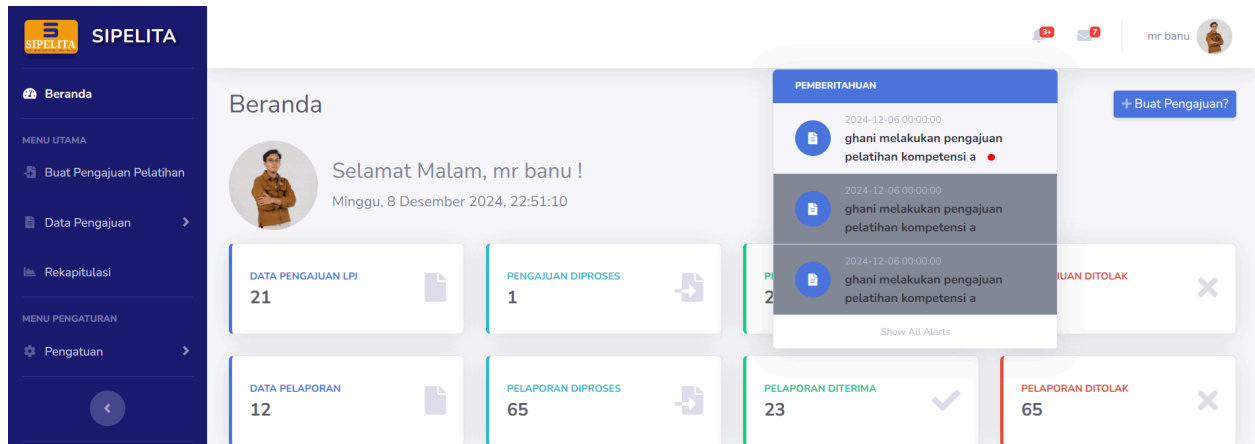 SIPELITA
SIPELITA
3+
7
mr banu
Beranda
MENU UTAMA
Buat Pengajuan Pelatihan
Data Pengajuan
Rekapitulasi
MENU PENGATURAN
Pengatuan
Beranda
+ Buat Pengajuan?
Selamat Malam, mr banu !
Minggu, 8 Desember 2024, 22:51:10
PEMBERITAHUAN
2024-12-06 00:00:00
ghani melakukan pengajuan
pelatihan kompetensi a
2024-12-06 00:00:00
ghani melakukan pengajuan
pelatihan kompetensi a
2024-12-06 00:00:00
ghani melakukan pengajuan
pelatihan kompetensi a
Show All Alerts
DATA PENGAJUAN LPJ
21
PENGAJUAN DIPROSES
1
2
DITOLAK
DATA PELAPORAN
12
PELAPORAN DIPROSES
65
PELAPORAN DITERIMA
23
PELAPORAN DITOLAK
65